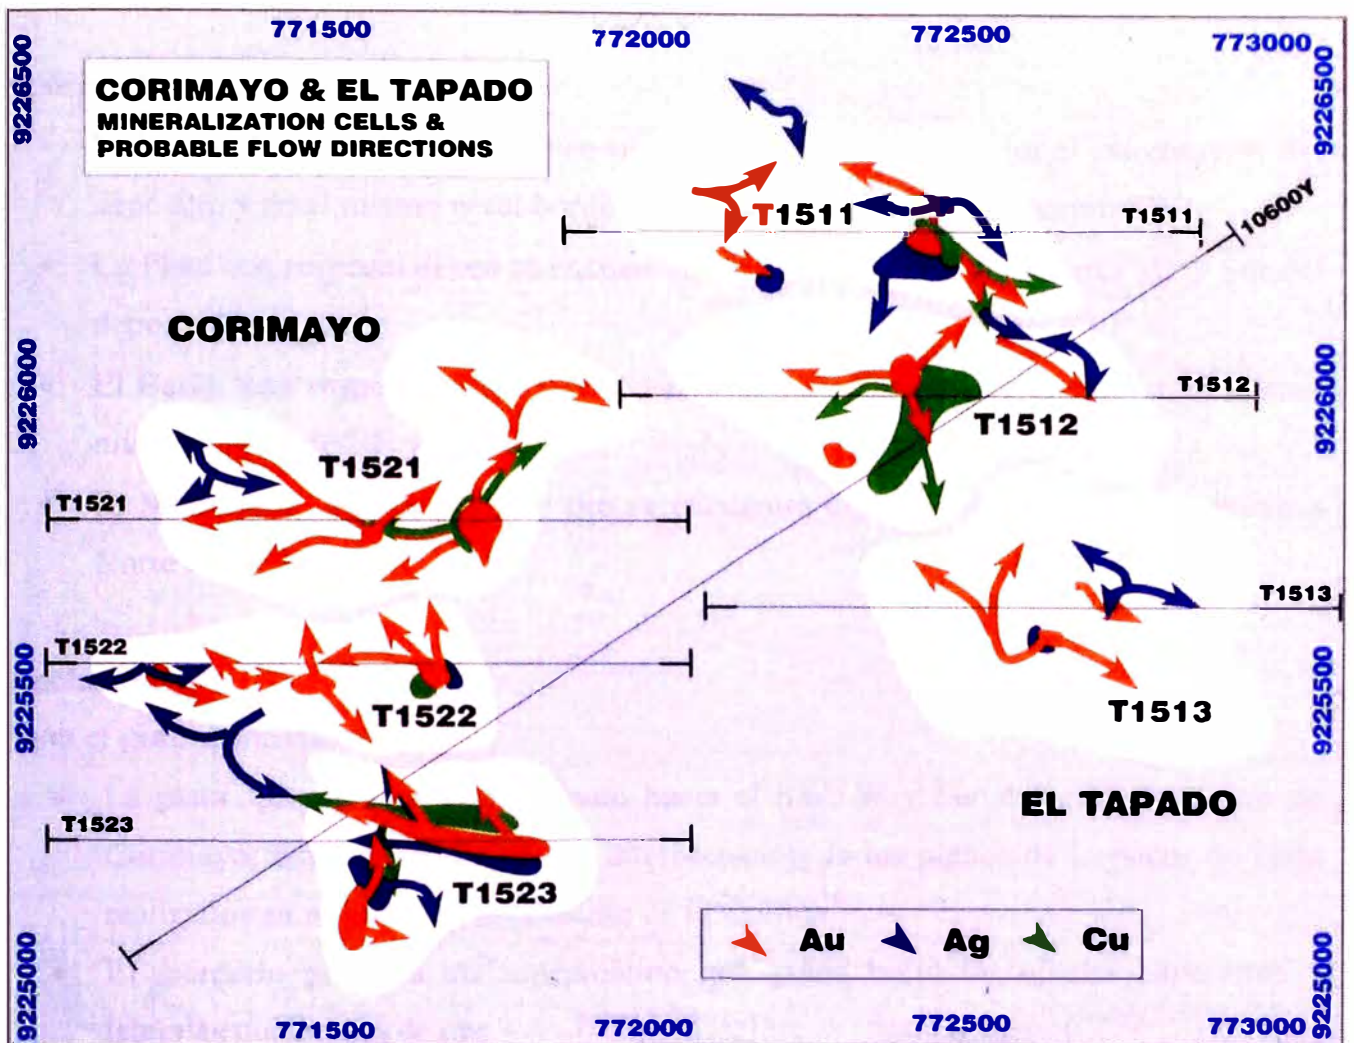 771500
772000
772500
773000
9226500
9226500
CORIMAYO & EL TAPADO
MINERALIZATION CELLS &
PROBABLE FLOW DIRECTIONS
T1511
T1511
10600Y
CORIMAYO
9226000
9226000
T1512
T1512
T1521
T1521
T1513
T1513
T1522
T1522
9225500
9225500
EL TAPADO
T1523
T1523
Au Ag Cu
9225000
9225000
771500
772000
772500
773000